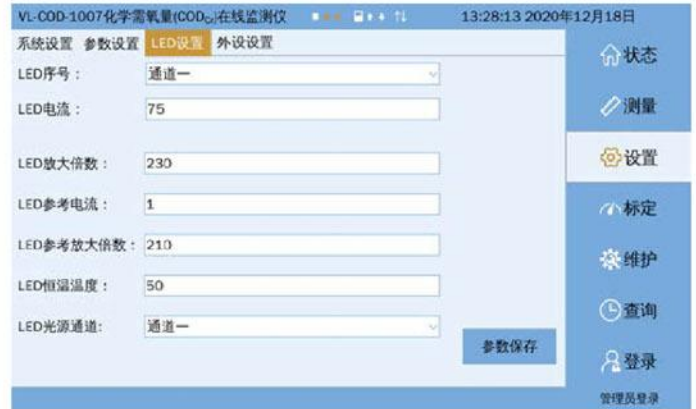 VL-COD-1007化学需氧量(CODCr)在线监测仪 13:28:13 2020年12月18日
系统设置 参数设置 LED设置 外设设置
LED序号： 通道一
LED电流： 75
LED放大倍数： 230
LED参考电流： 1
LED参考放大倍数： 210
LED恒温温度： 50
LED光源通道: 通道一
参数保存
状态
测量
设置
标定
维护
查询
登录
管理员登录